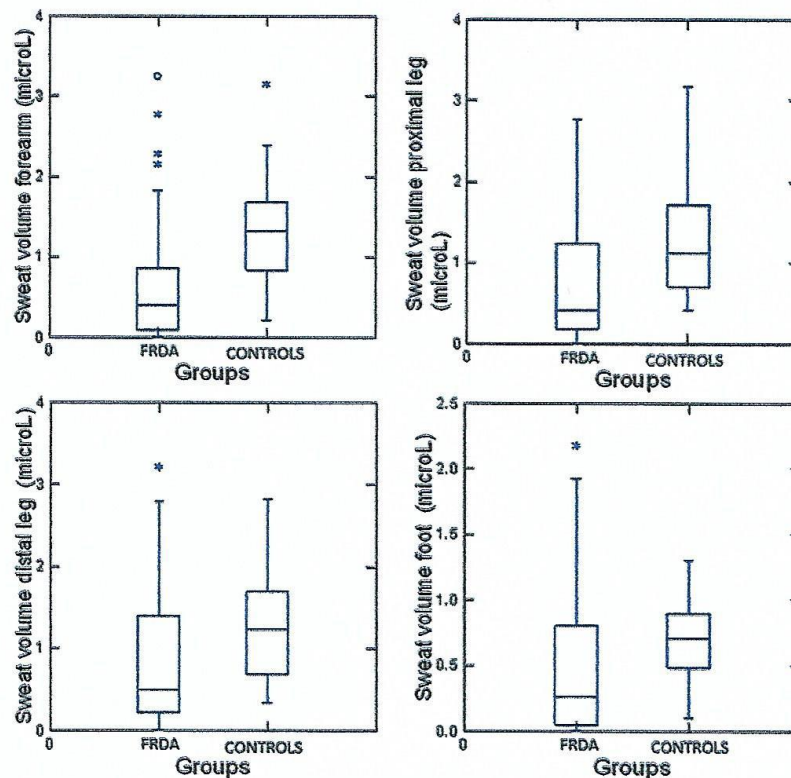 Sweat volume forearm (microL)
4
3
2
1
0
0
FRDA
CONTROLS
Groups
Sweat volume proximal leg
(microL)
4
3
2
1
0
0
FRDA
CONTROLS
Groups
Sweat volume distal leg (microL)
4
3
2
1
0
0
FRDA
CONTROLS
Groups
Sweat volume foot (microL)
2.5
2.0
1.5
1.0
0.5
0.0
0
FRDA
CONTROLS
Groups